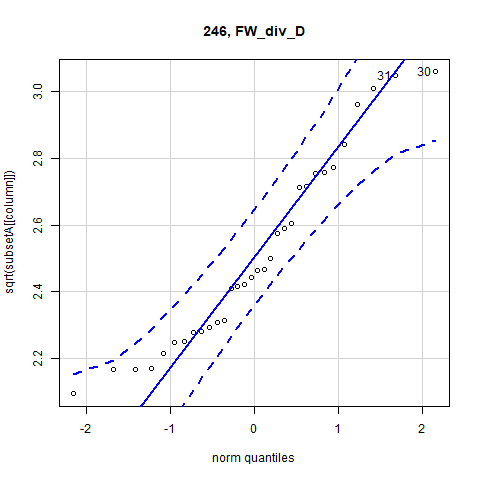 246, FW_div_D
sqrt(subsetA[[column]])
3.0
2.8
2.6
2.4
2.2
31
30
-2 -1 0 1 2
norm quantiles